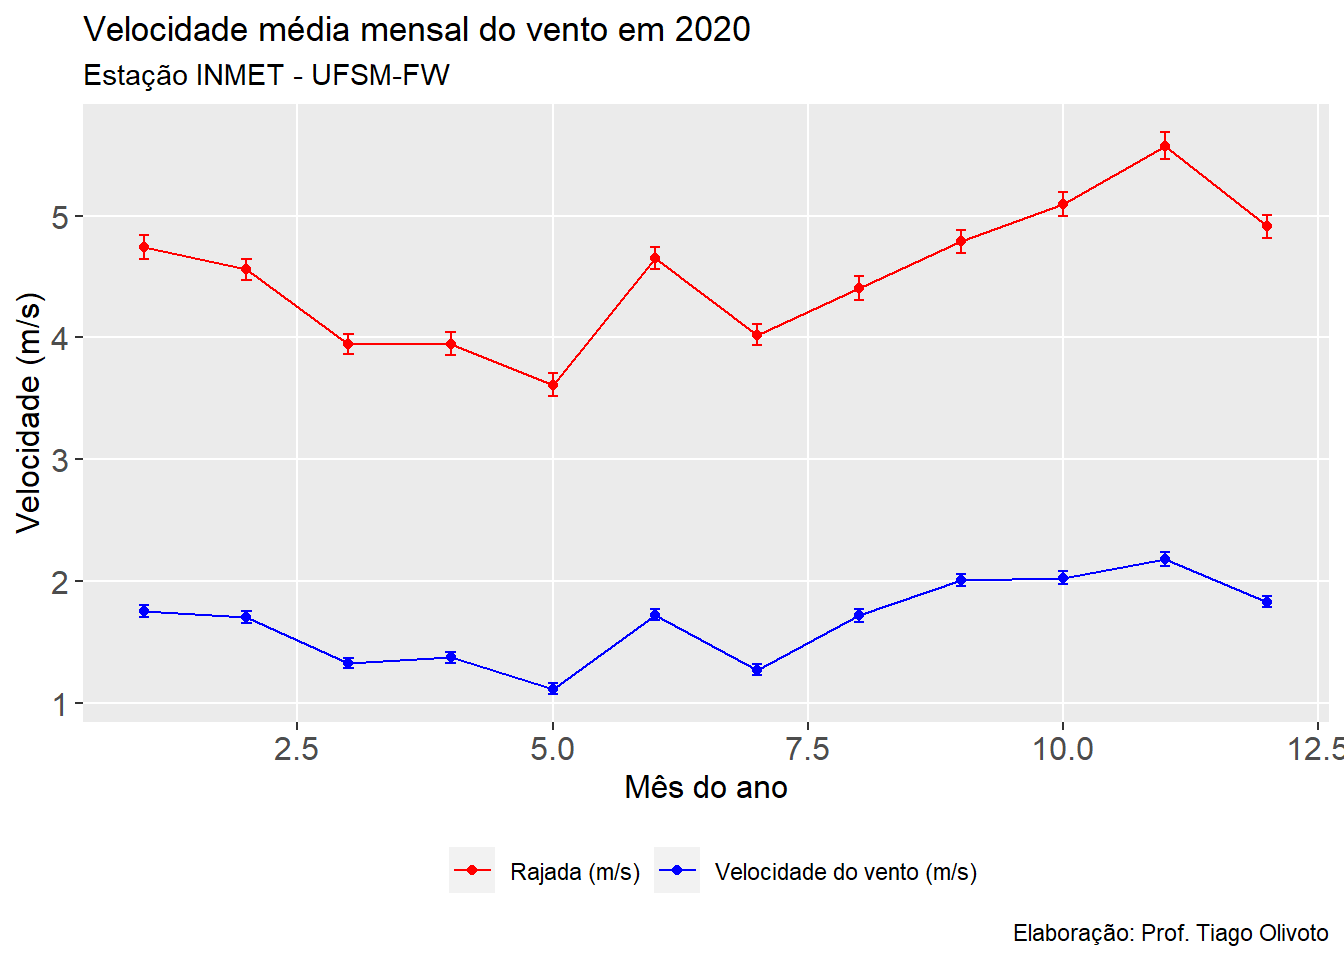 Velocidade média mensal do vento em 2020
Estação INMET - UFSM-FW
Velocidade (m/s)
5
4
3
2
1
2.5 5.0 7.5 10.0 12.5
Mês do ano
Rajada (m/s) Velocidade do vento (m/s)
Elaboração: Prof. Tiago Olivoto